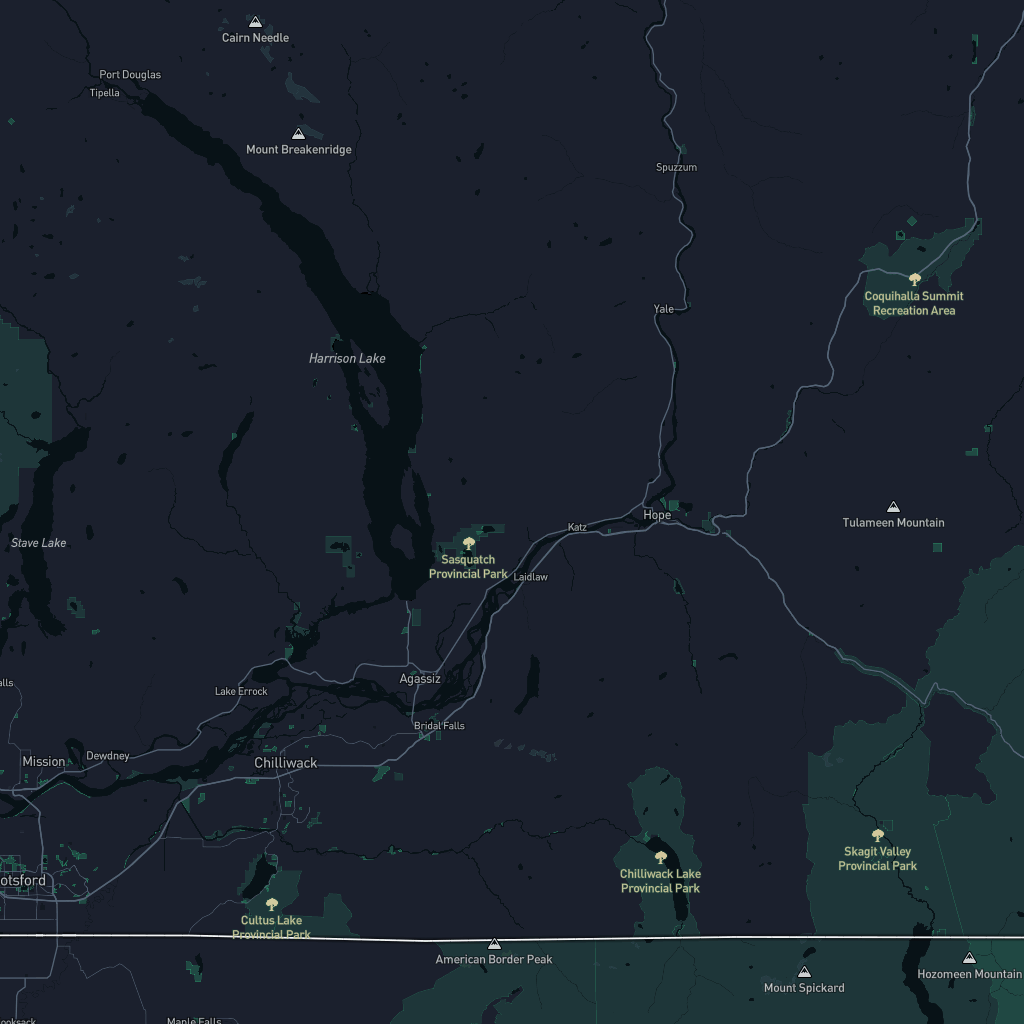 Cairn Needle
Port Douglas
Tipella
Mount Breakenridge
Spuzzum
Coquihalla Summit
Recreation Area
Yale
Harrison Lake
Hope
Tulameen Mountain
Katz
Stave Lake
Sasquatch
Provincial Park
Laidlaw
Agassiz
alls
Lake Errock
Bridal Falls
Dewdney
Mission
Chilliwack
Skagit Valley
Provincial Park
Chilliwack Lake
Provincial Park
otsford
Cultus Lake
Provincial Park
American Border Peak
Hozomeen Mountain
Mount Spickard
ooksack
Maple Falls